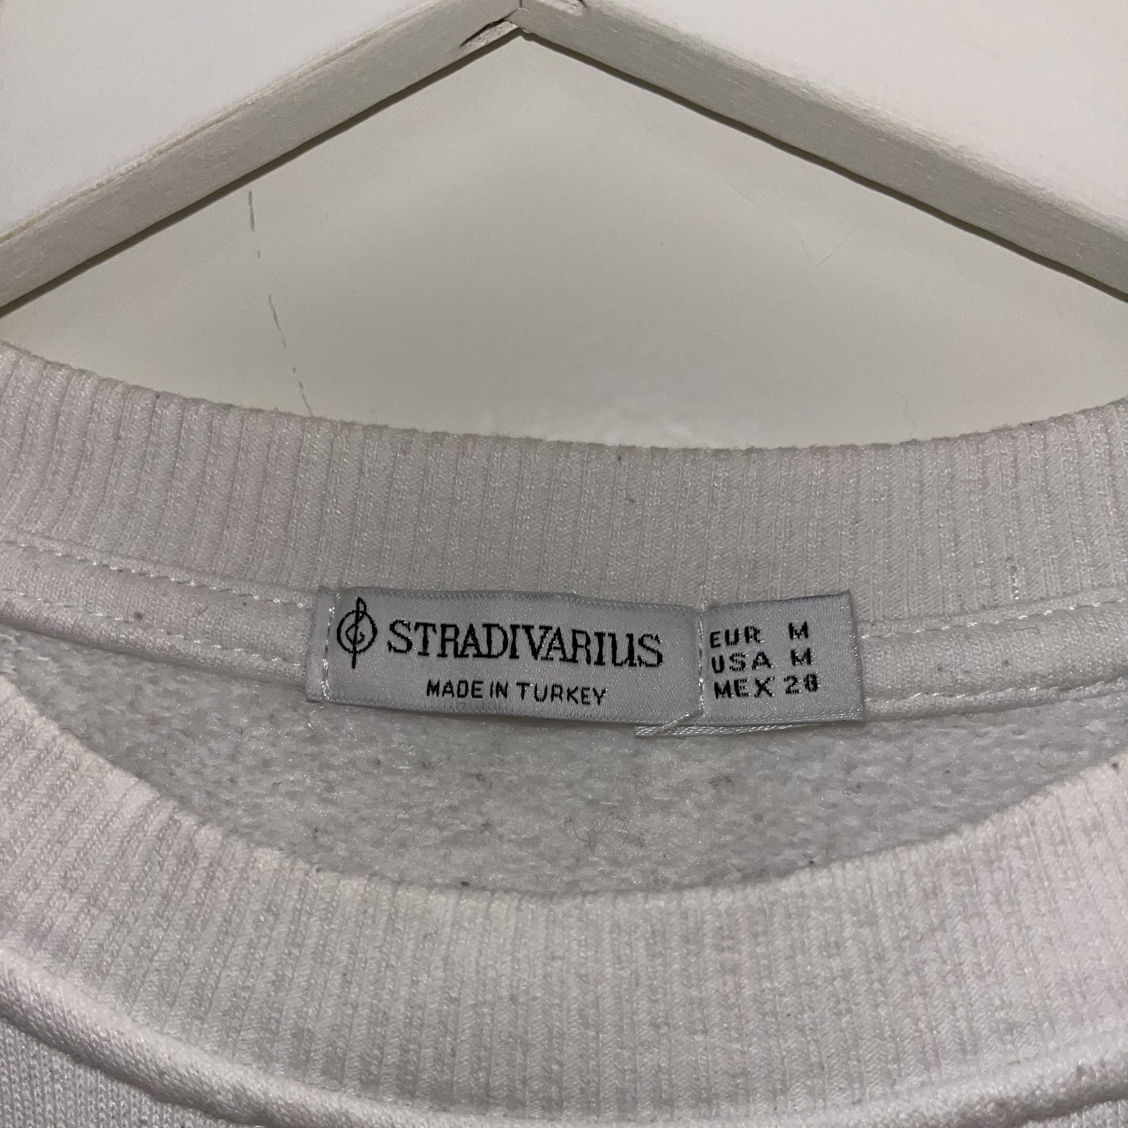 STRADIVARIUS
MADE IN TURKEY
EUR M
USA M
MEX 28